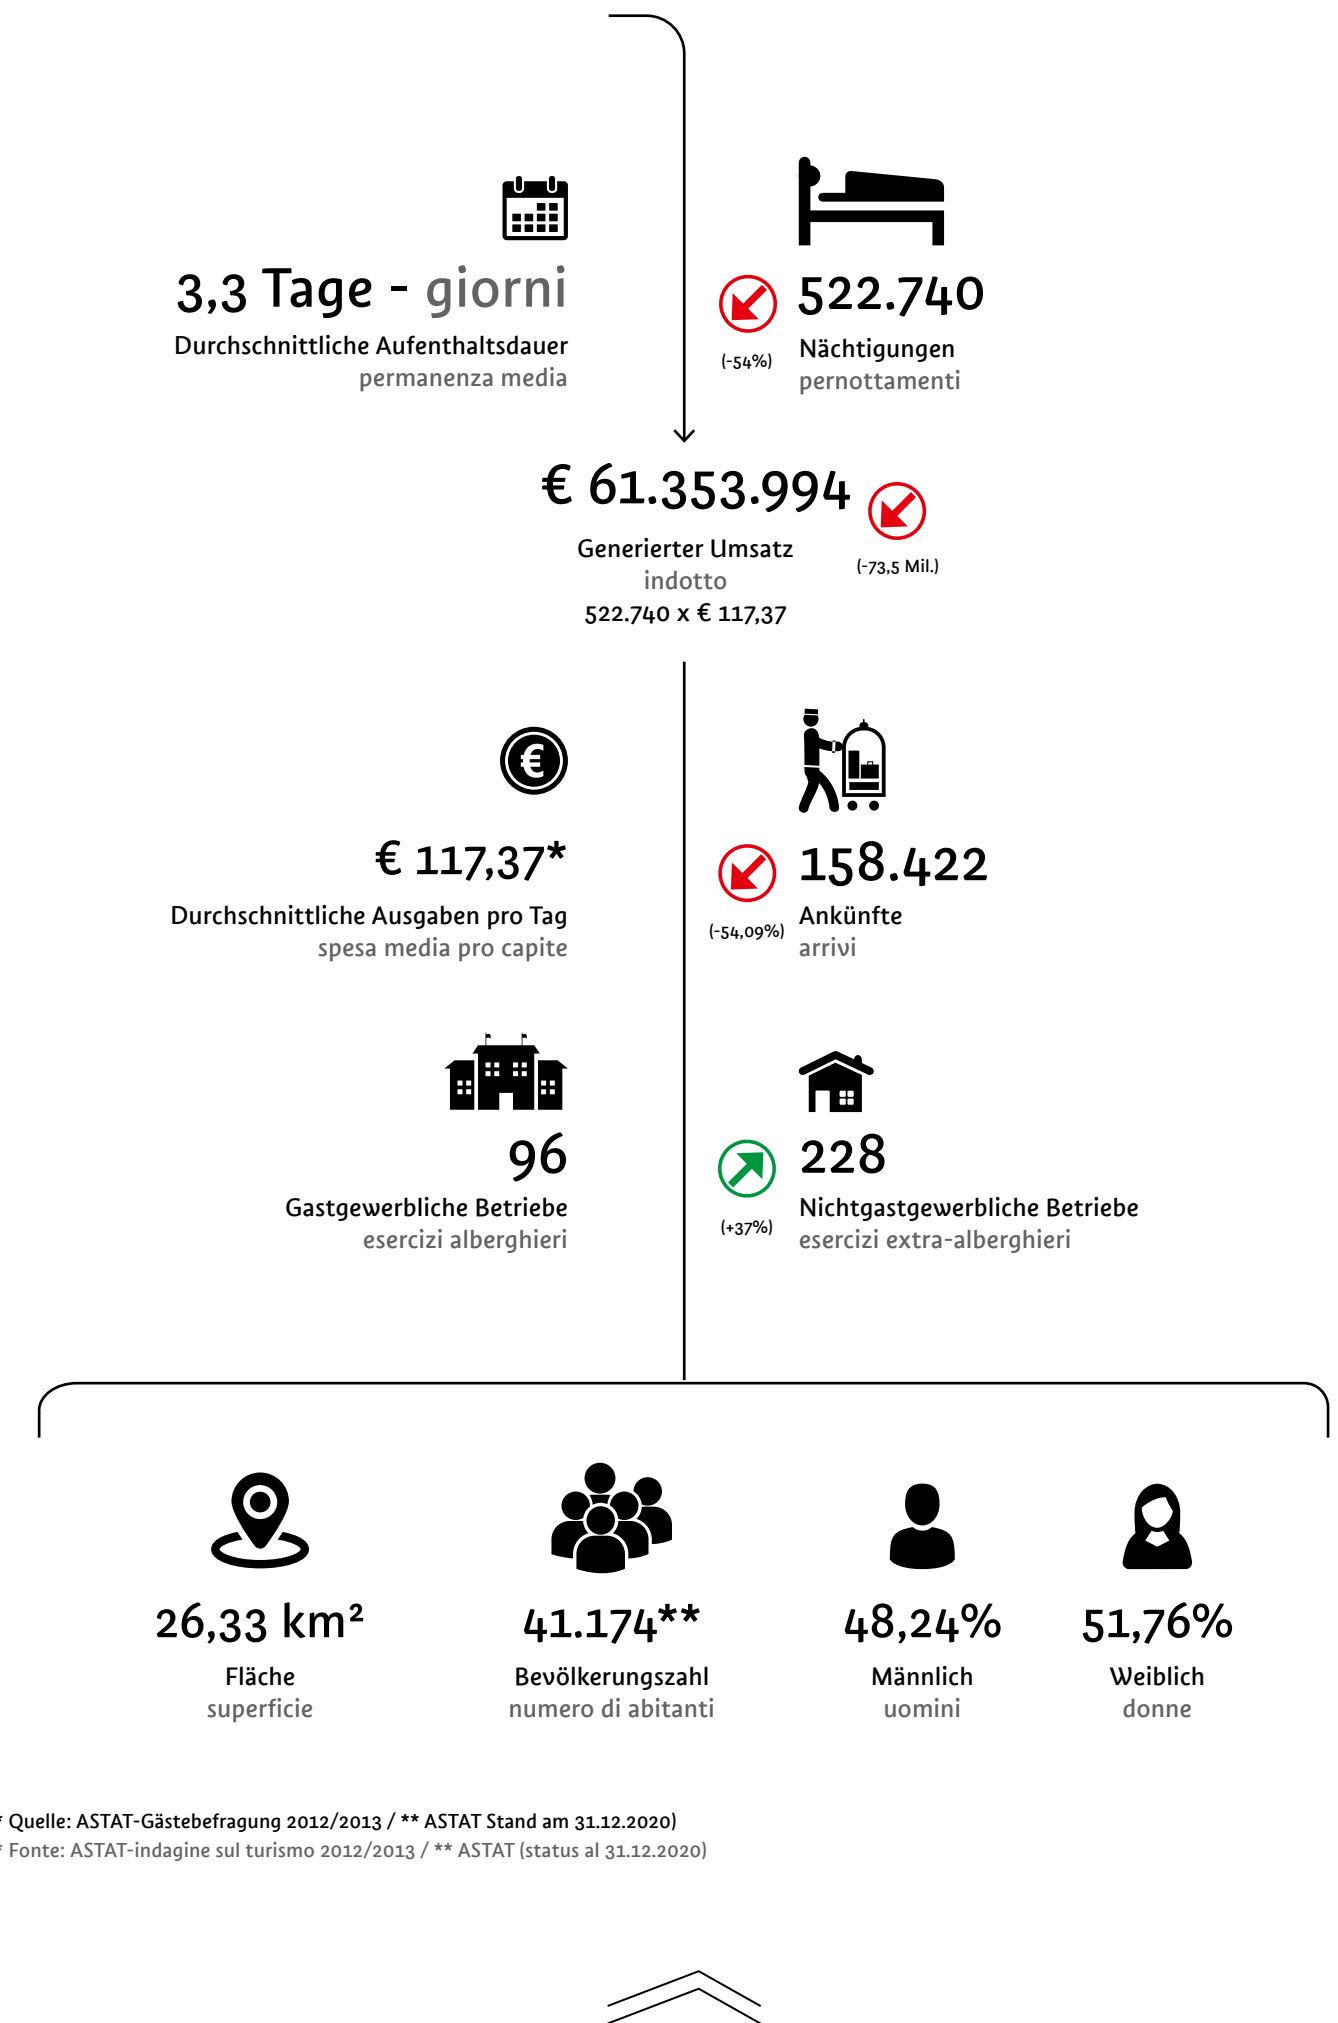 3,3 Tage - giorni
Durchschnittliche Aufenthaltsdauer
permanenza media
522.740
(-54%)
Nächtigungen
pernottamenti
€ 61.353.994
Generierter Umsatz
(-73,5 Mil.)
indotto
522.740 x € 117,37
€ 117,37*
Durchschnittliche Ausgaben pro Tag
spesa media pro capite
158.422
(-54,09%)
Ankünfte
arrivi
96
Gastgewerbliche Betriebe
esercizi alberghieri
228
(+37%)
Nichtgastgewerbliche Betriebe
esercizi extra-alberghieri
26,33 km²
Fläche
superficie
41.174**
Bevölkerungszahl
numero di abitanti
48,24%
Männlich
uomini
51,76%
Weiblich
donne
* Quelle: ASTAT-Gästebefragung 2012/2013 / ** ASTAT Stand am 31.12.2020)
* Fonte: ASTAT-indagine sul turismo 2012/2013 / ** ASTAT (status al 31.12.2020)